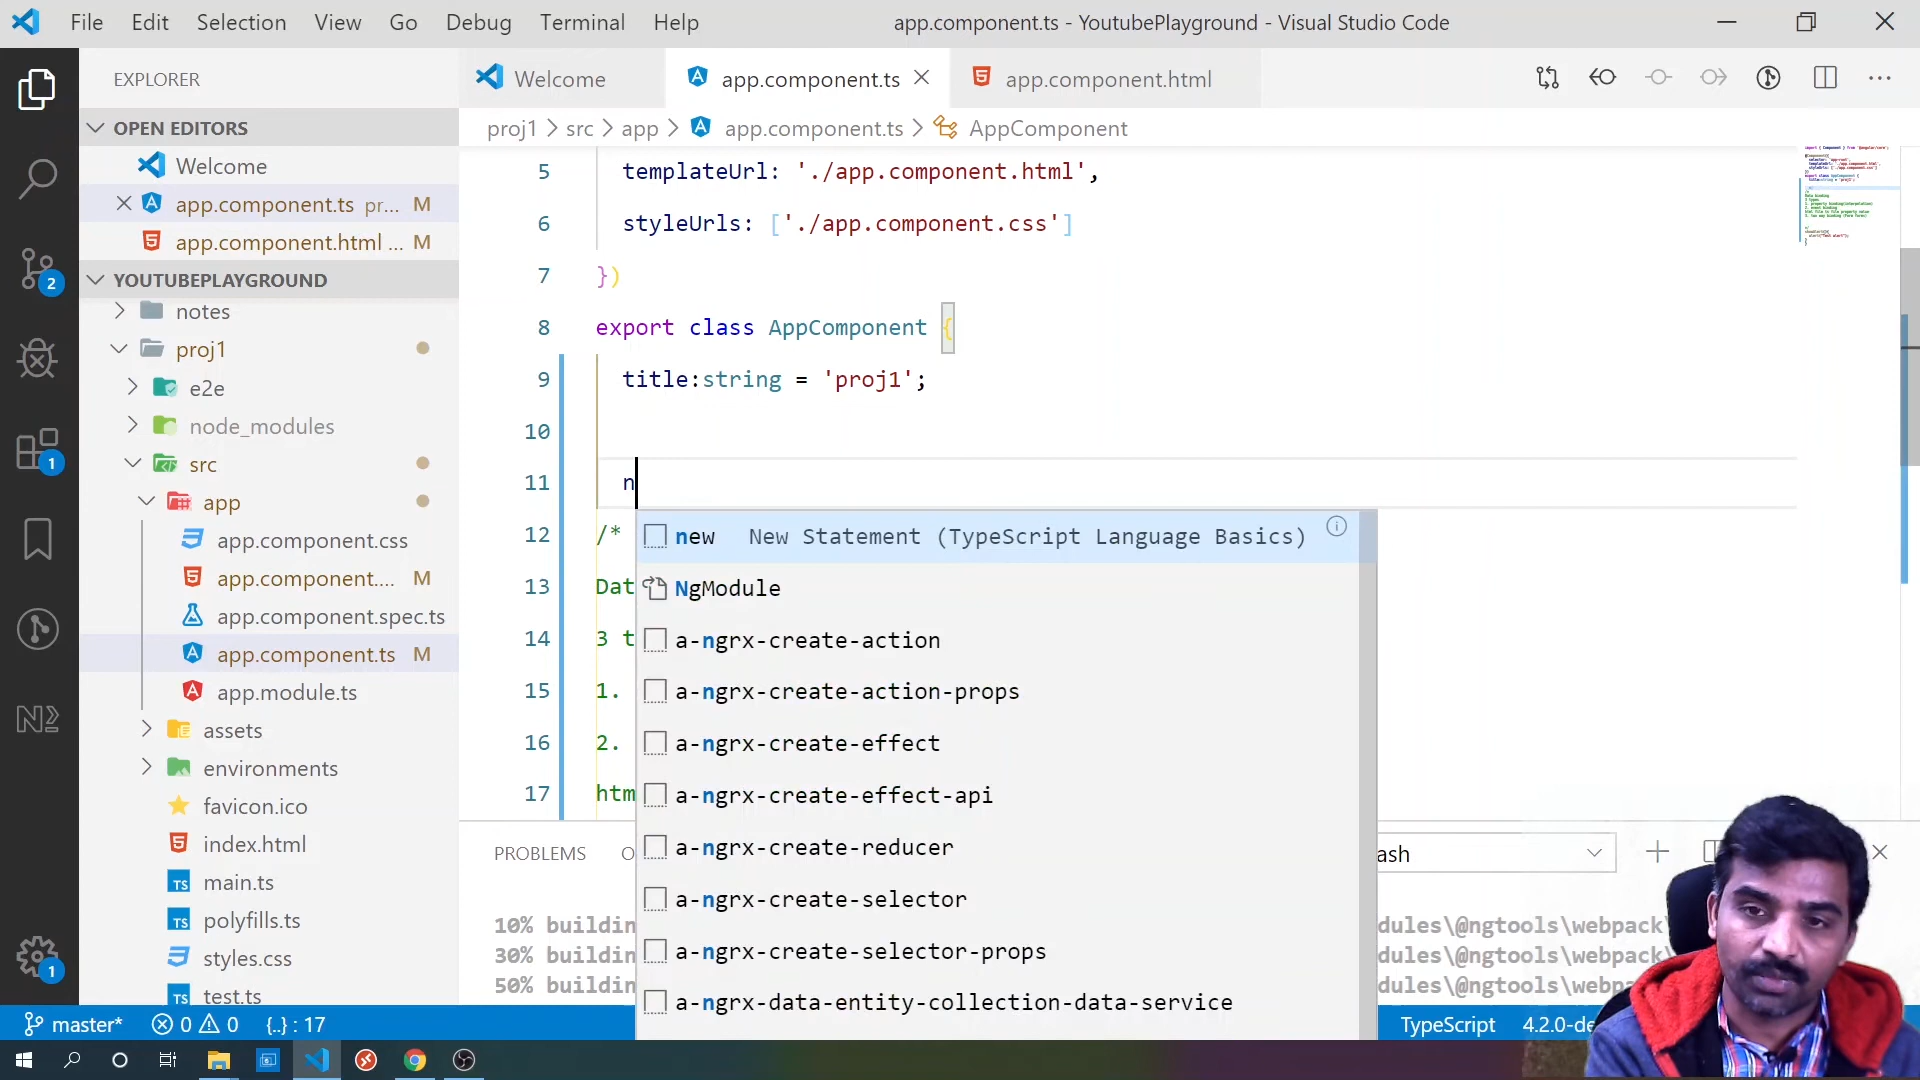 File Edit Selection View Go Debug Terminal Help app.component.ts - YoutubePlayground - Visual Studio Code
EXPLORER
OPEN EDITORS
Welcome
app.component.ts pr... M
app.component.html ... M
YOUTUBEPLAYGROUND
notes
proj1
e2e
node_modules
src
app
app.component.css
app.component.... M
app.component.spec.ts
app.component.ts M
app.module.ts
assets
environments
favicon.ico
index.html
main.ts
polyfills.ts
styles.css
test.ts
Welcome app.component.ts app.component.html
proj1 > src > app > app.component.ts > AppComponent
5 templateUrl: './app.component.html',
6 styleUrls: ['./app.component.css']
7 })
8 export class AppComponent {
9 title:string = 'proj1';
10
11 n
12 /*
13 Dat
14 3 t
15 1.
16 2.
17 htm
new New Statement (TypeScript Language Basics)
NgModule
a-ngrx-create-action
a-ngrx-create-action-props
a-ngrx-create-effect
a-ngrx-create-effect-api
a-ngrx-create-reducer
a-ngrx-create-selector
a-ngrx-create-selector-props
a-ngrx-data-entity-collection-data-service
PROBLEMS O ash
10% buildin dules\@ngtools\webpack\
30% buildin dules\@ngtools\webpa
50% buildin dules\@ngtools\webpa
2
1
1
master* 0 0 {..} : 17 TypeScript 4.2.0-de